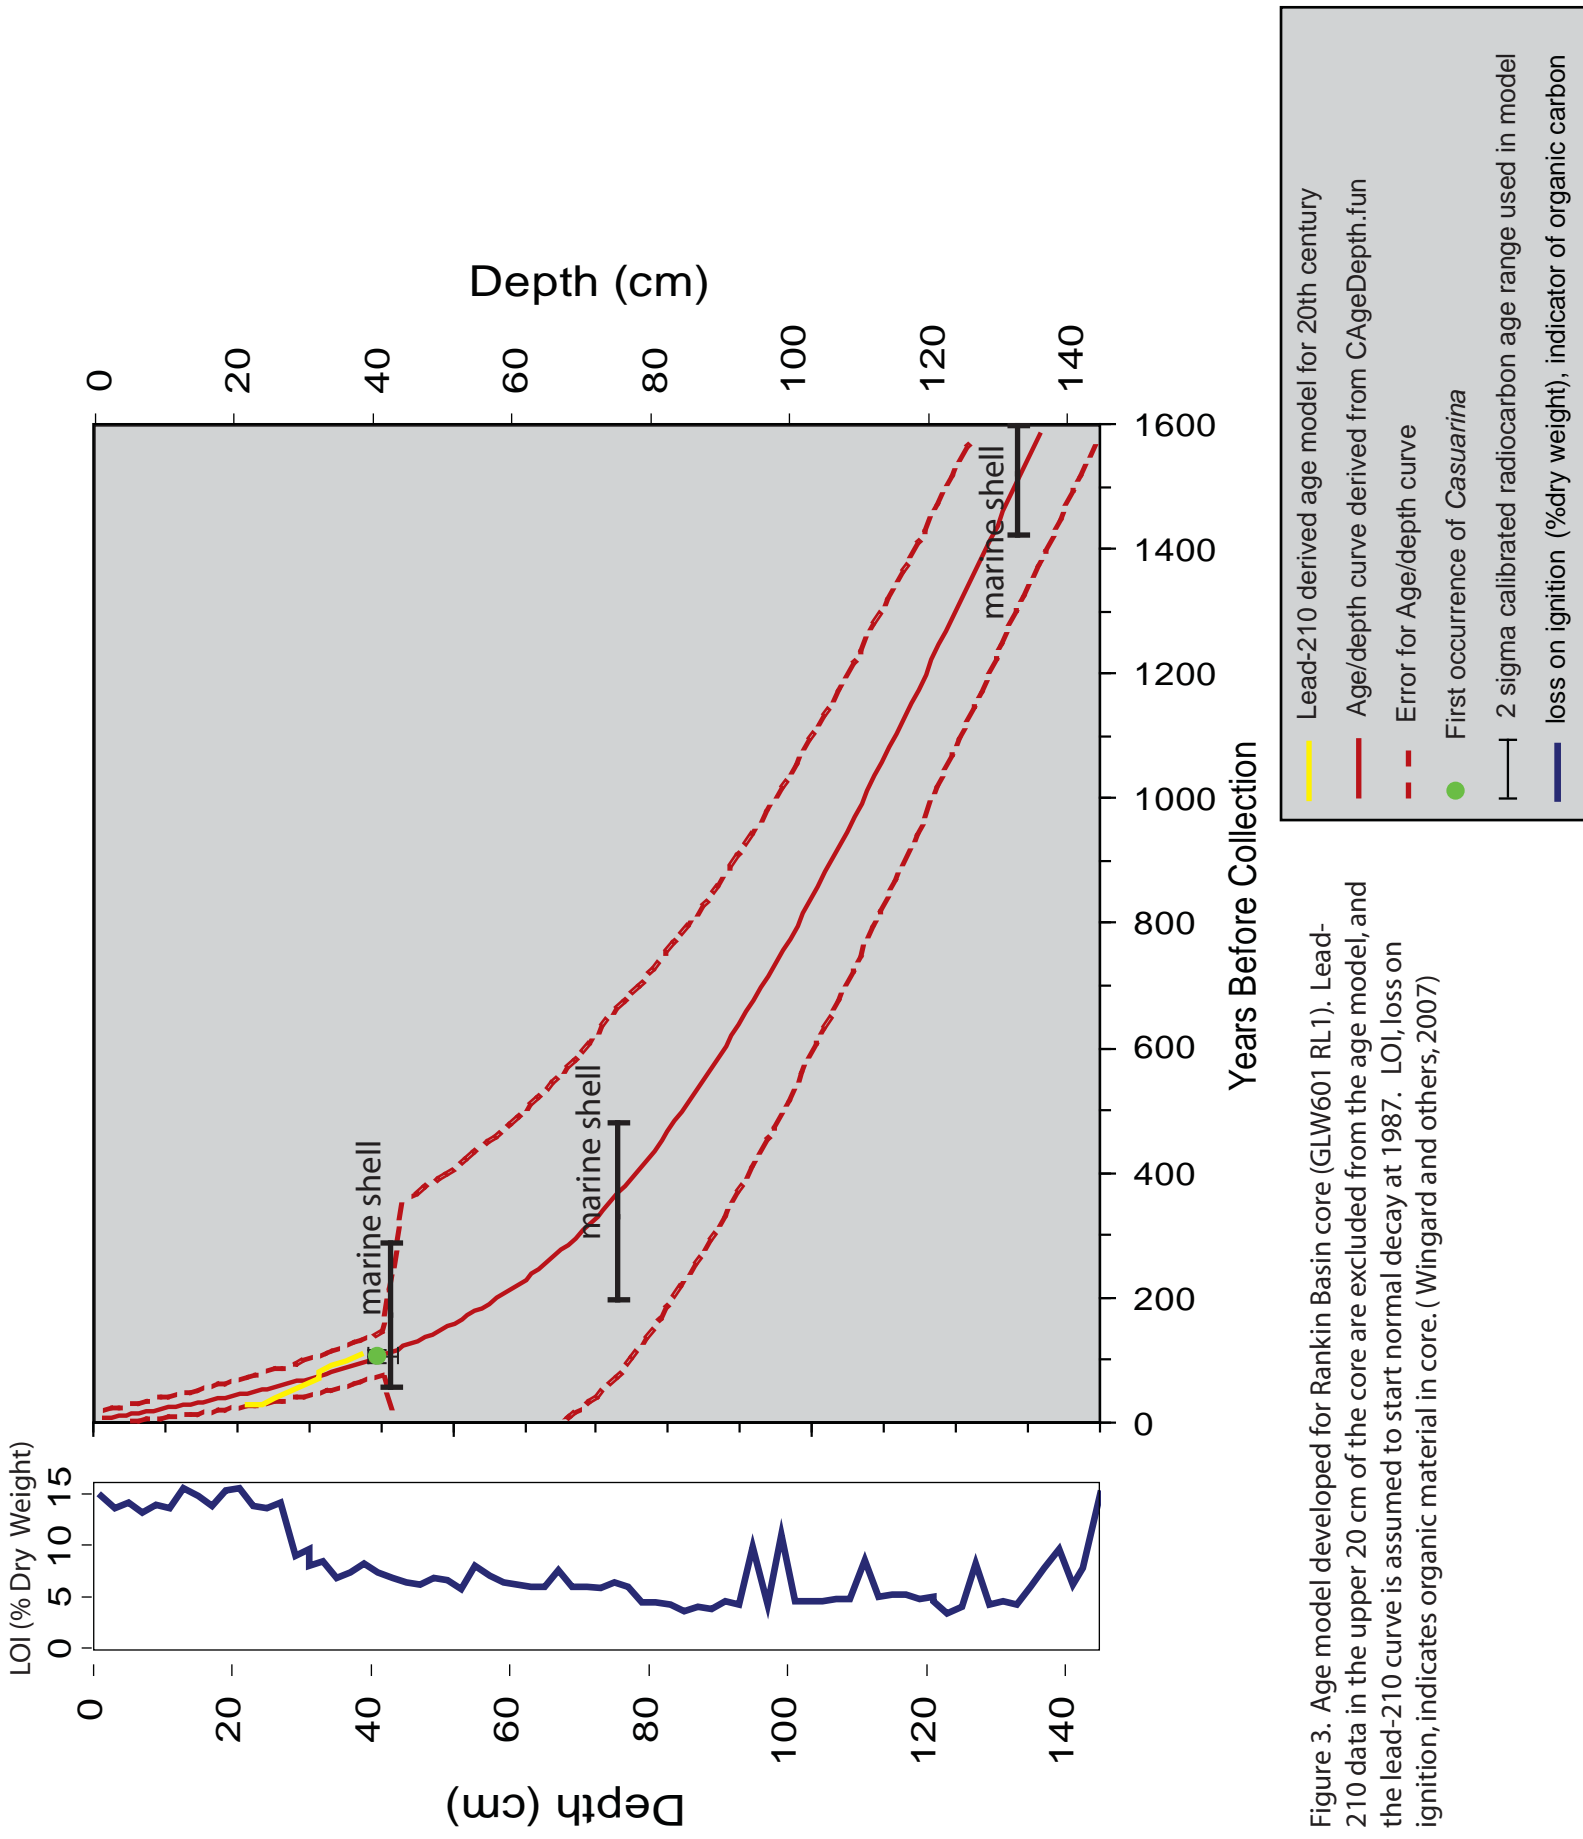 LOI (% Dry Weight)
0 5 10 15
0 20 40 60 80 100 120 140
Depth (cm)
0 20 40 60 80 100 120 140
Depth (cm)
marine shell
marine shell
marine shell
0 200 400 600 800 1000 1200 1400 1600
Years Before Collection
Lead-210 derived age model for 20th century
Age/depth curve derived from CAgeDepth.fun
Error for Age/depth curve
First occurrence of Casuarina
2 sigma calibrated radiocarbon age range used in model
loss on ignition (%dry weight), indicator of organic carbon
Figure 3. Age model developed for Rankin Basin core (GLW601 RL1). Lead-
210 data in the upper 20 cm of the core are excluded from the age model, and
the lead-210 curve is assumed to start normal decay at 1987. LOI, loss on
ignition, indicates organic material in core. ( Wingard and others, 2007)